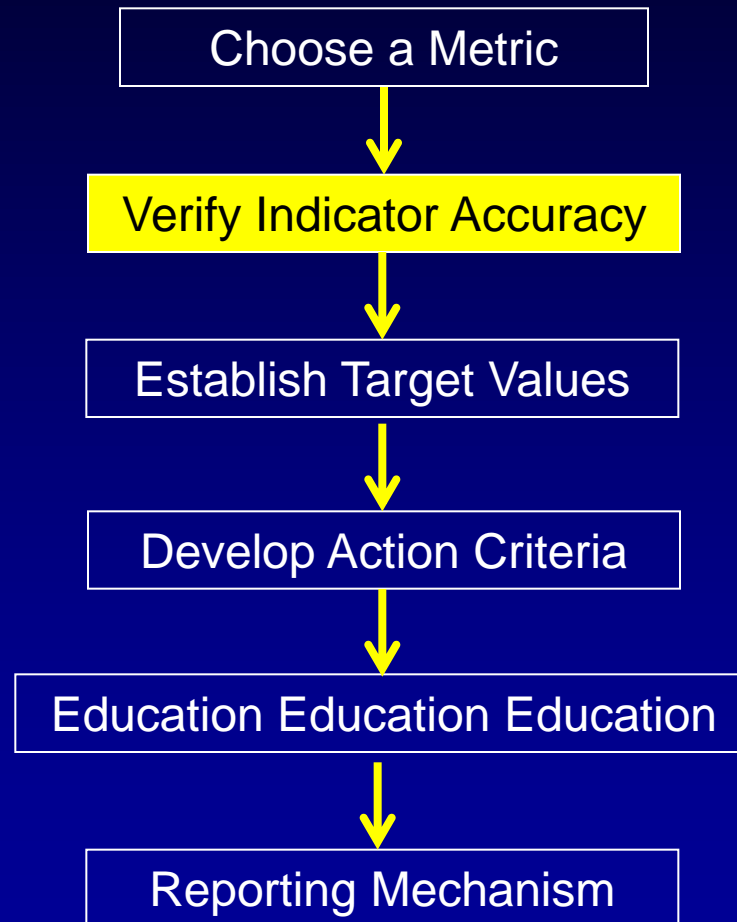 Choose a Metric
Verify Indicator Accuracy
Establish Target Values
Develop Action Criteria
Education Education Education
Reporting Mechanism